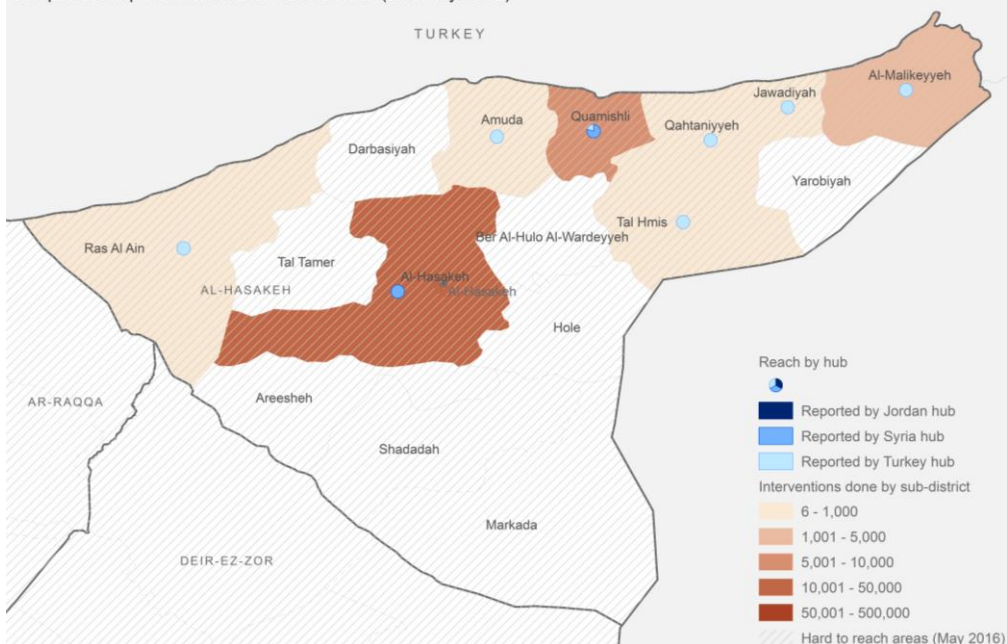 TURKEY
Al-Malikeyyeh
Jawadiyah
Quamishli
Amuda
Qahtaniyyeh
Darbasiyah
Yarobiyah
Tal Hmis
Ber Al-Hulo Al-Wardeyyeh
Ras Al Ain
Tal Tamer
Al-Hasakeh
AL-HASAKEH
Al-Hasakeh
Hole
Areesheh
AR-RAQQA
Shadadah
Markada
DEIR-EZ-ZOR
Reach by hub
Reported by Jordan hub
Reported by Syria hub
Reported by Turkey hub
Interventions done by sub-district
6 - 1,000
1,001 - 5,000
5,001 - 10,000
10,001 - 50,000
50,001 - 500,000
Hard to reach areas (May 2016)